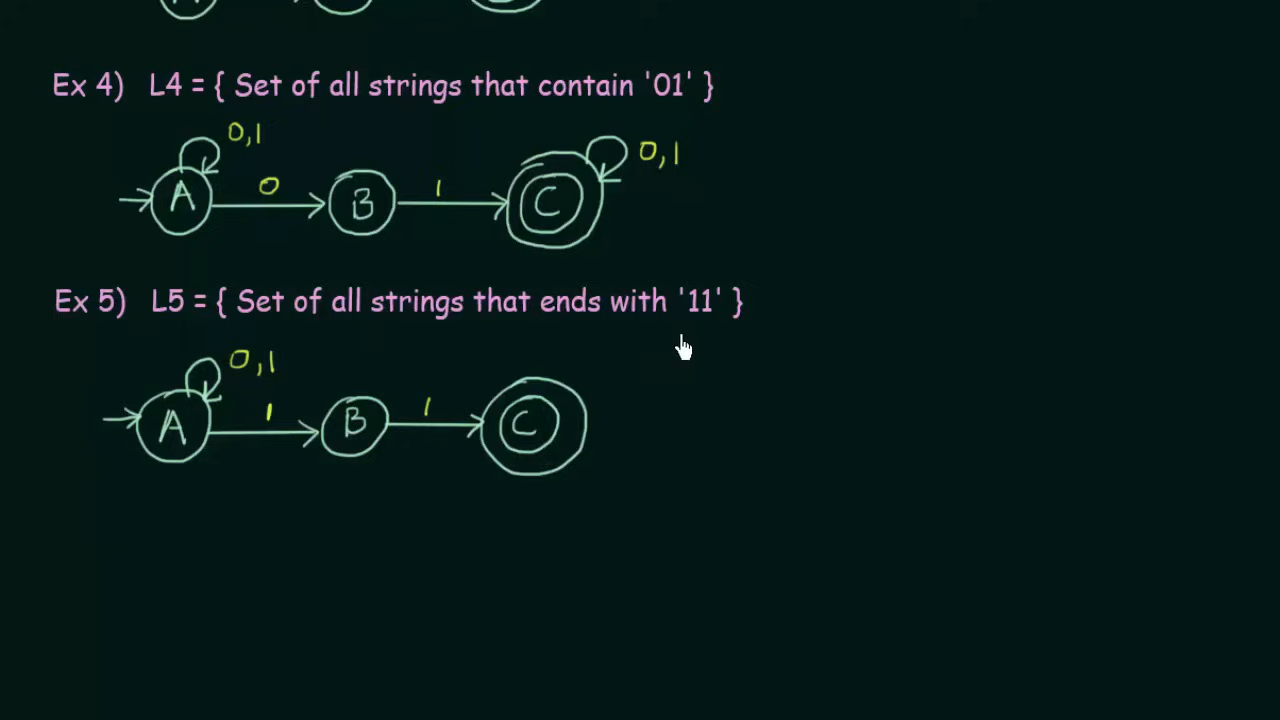 Ex 4) L4 = { Set of all strings that contain '01' }
0,1
0,1
A 0 B 1 C
Ex 5) L5 = { Set of all strings that ends with '11' }
0,1
A 1 B 1 C